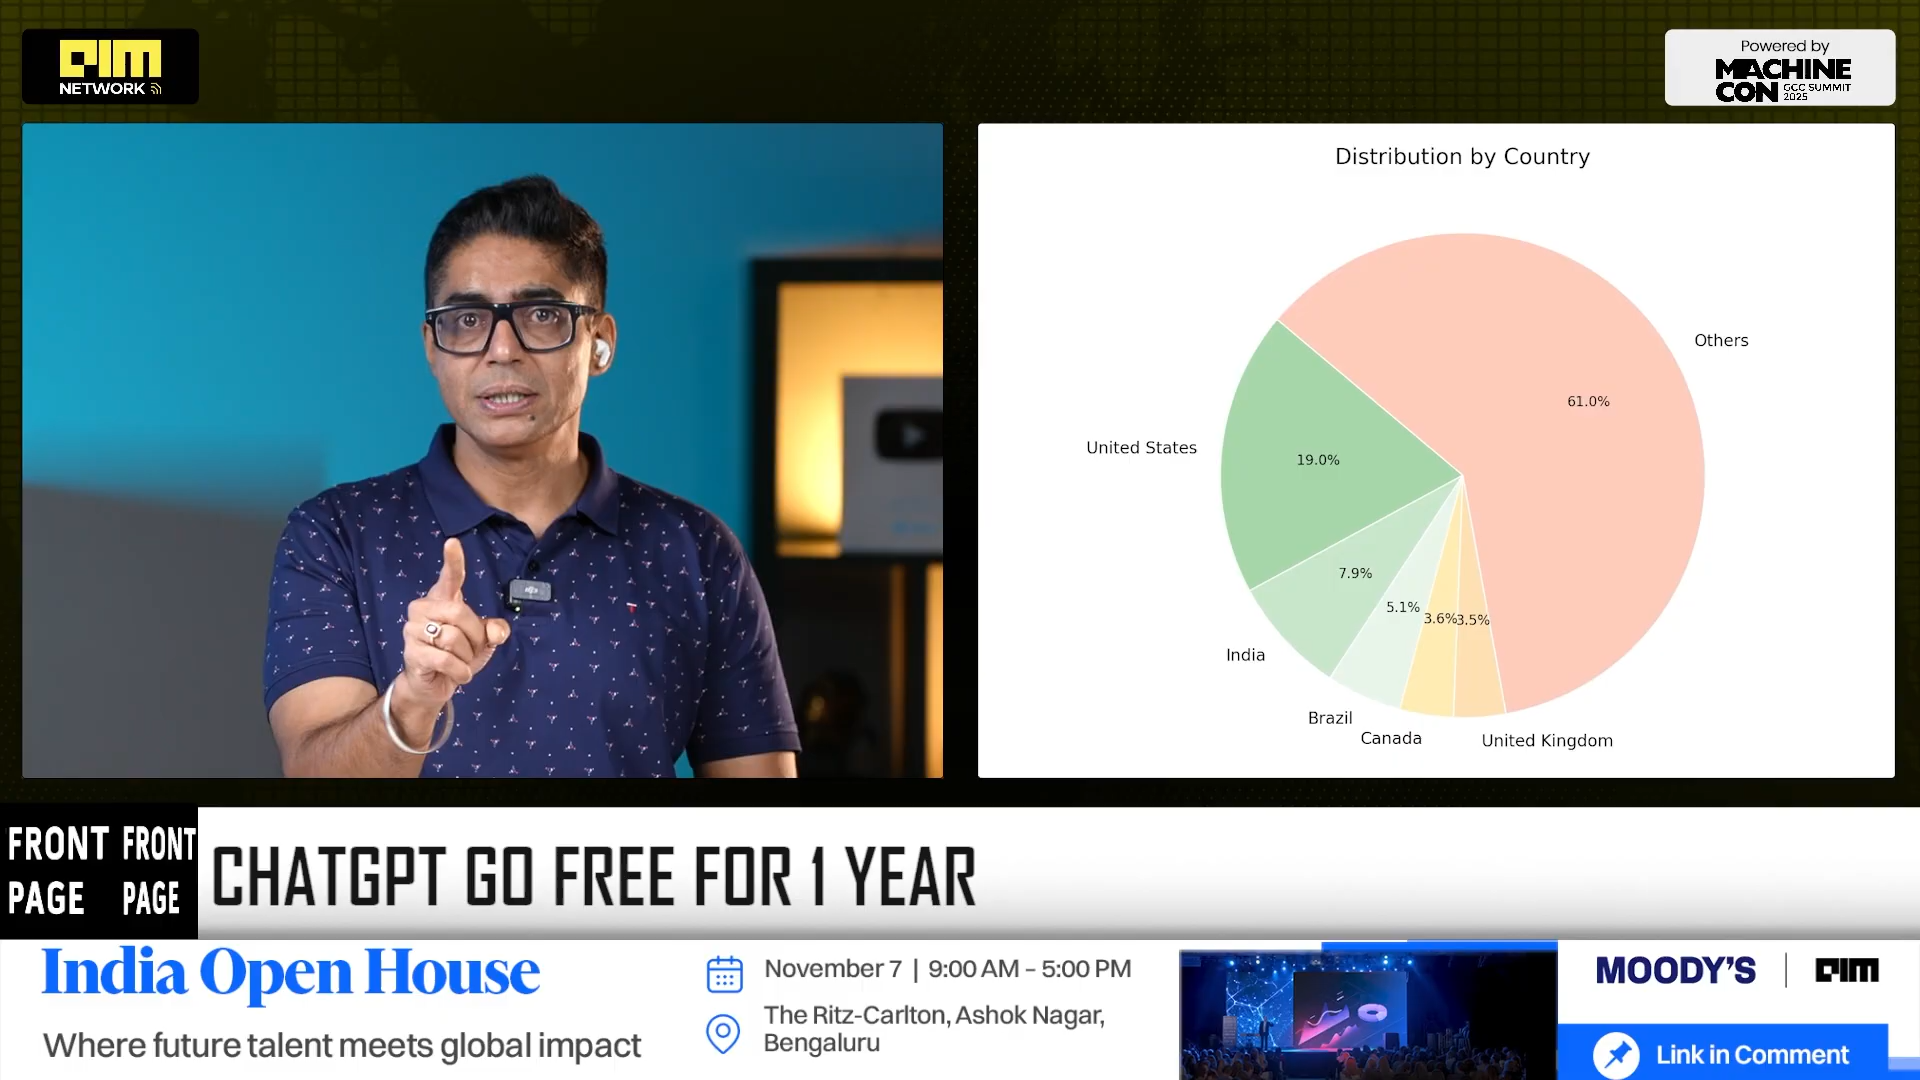 AIM
NETWORK
Powered by
MACHINE
CON GCC SUMMIT
2025
Distribution by Country
Others
61.0%
United States
19.0%
7.9%
India
5.1%
3.6%
3.5%
Brazil
Canada
United Kingdom
FRONT FRONT
PAGE PAGE
CHATGPT GO FREE FOR 1 YEAR
India Open House
Where future talent meets global impact
November 7 | 9:00 AM – 5:00 PM
The Ritz-Carlton, Ashok Nagar,
Bengaluru
MOODY'S | AIM
Link in Comment